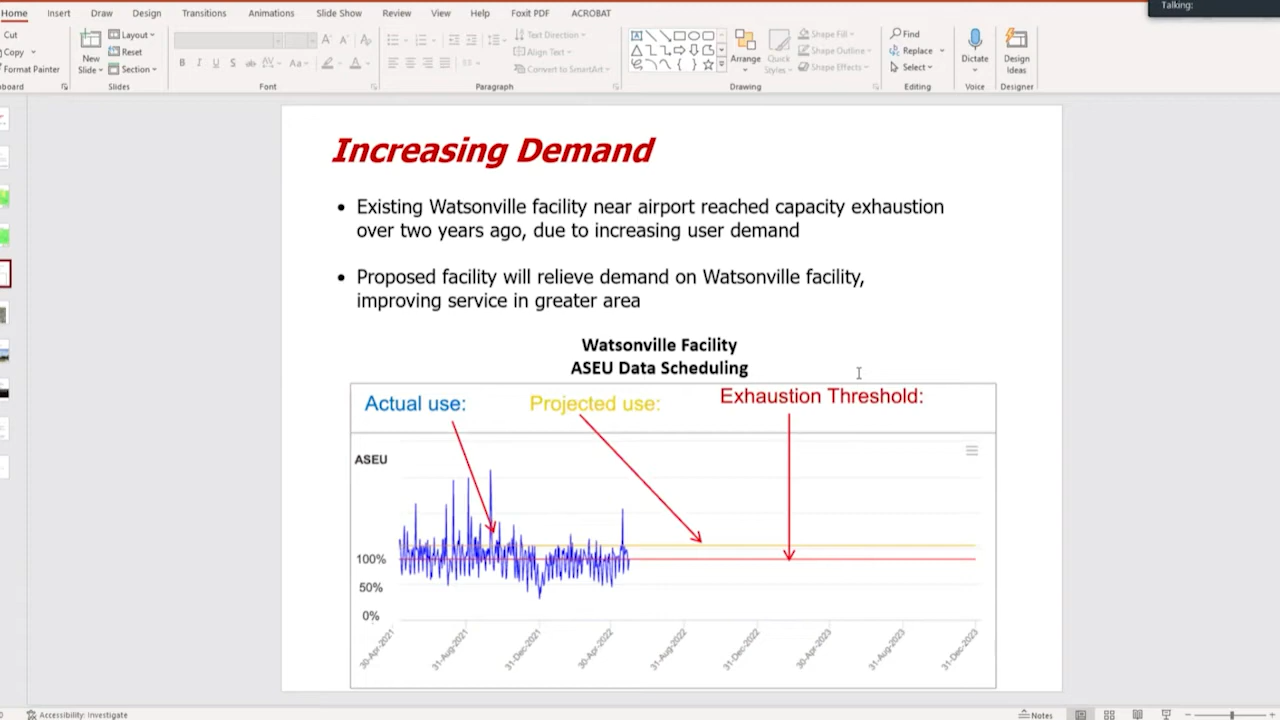 Talking:
Home Insert Draw Design Transitions Animations Slide Show Review View Help Foxit PDF ACROBAT
Cut
Copy
Format Painter
New
Slide
Layout
Reset
Section
Text Direction
Align Text
Convert to SmartArt
Arrange
Quick
Styles
Shape Fill
Shape Outline
Shape Effects
Find
Replace
Select
Dictate
Design
Ideas
board Slides Font Paragraph Drawing Editing Voice Designer
Increasing Demand
• Existing Watsonville facility near airport reached capacity exhaustion
over two years ago, due to increasing user demand
• Proposed facility will relieve demand on Watsonville facility,
improving service in greater area
Watsonville Facility
ASEU Data Scheduling
Actual use: Projected use: Exhaustion Threshold:
ASEU
100%
50%
0%
30-Apr-2021 31-Aug-2021 31-Dec-2021 30-Apr-2022 31-Aug-2022 31-Dec-2022 30-Apr-2023 31-Aug-2023 31-Dec-2023
Accessibility: Investigate
Notes